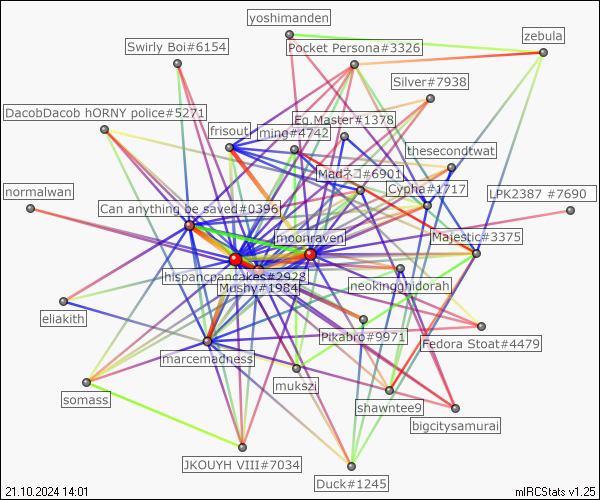 yoshimanden
zebula
Swirly Boi#6154
Pocket Persona#3326
Silver#7938
DacobDacob hORNY police#5271
Eq.Master#1378
frisout
ming#4742
thesecondtwat
Madネコ#6901
normalwan
Cypha#1717
LPK2387 #7690
Can anything be saved#0396
moonraven
Majestic#3375
hispancpancakes#2928
Mushy#1984
neokingghidorah
eliakith
Pikabro#9971
Fedora Stoat#4479
marcemadness
mukszi
somass
shawntee9
bigcitysamurai
JKOUYH VIII#7034
Duck#1245
21.10.2024 14:01
mIRCStats v1.25